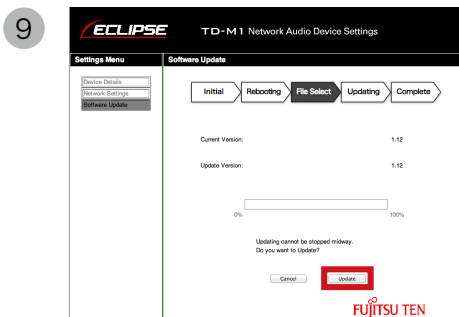 9
ECLIPSE
TD-M1 Network Audio Device Settings
Settings Menu
Software Update
Device Details
Network Settings
Software Update
Initial
Rebooting
File Select
Updating
Complete
Current Version: 1.12
Update Version: 1.12
0% 100%
Updating cannot be stopped midway.
Do you want to Update?
Cancel
Update
FUJITSU TEN